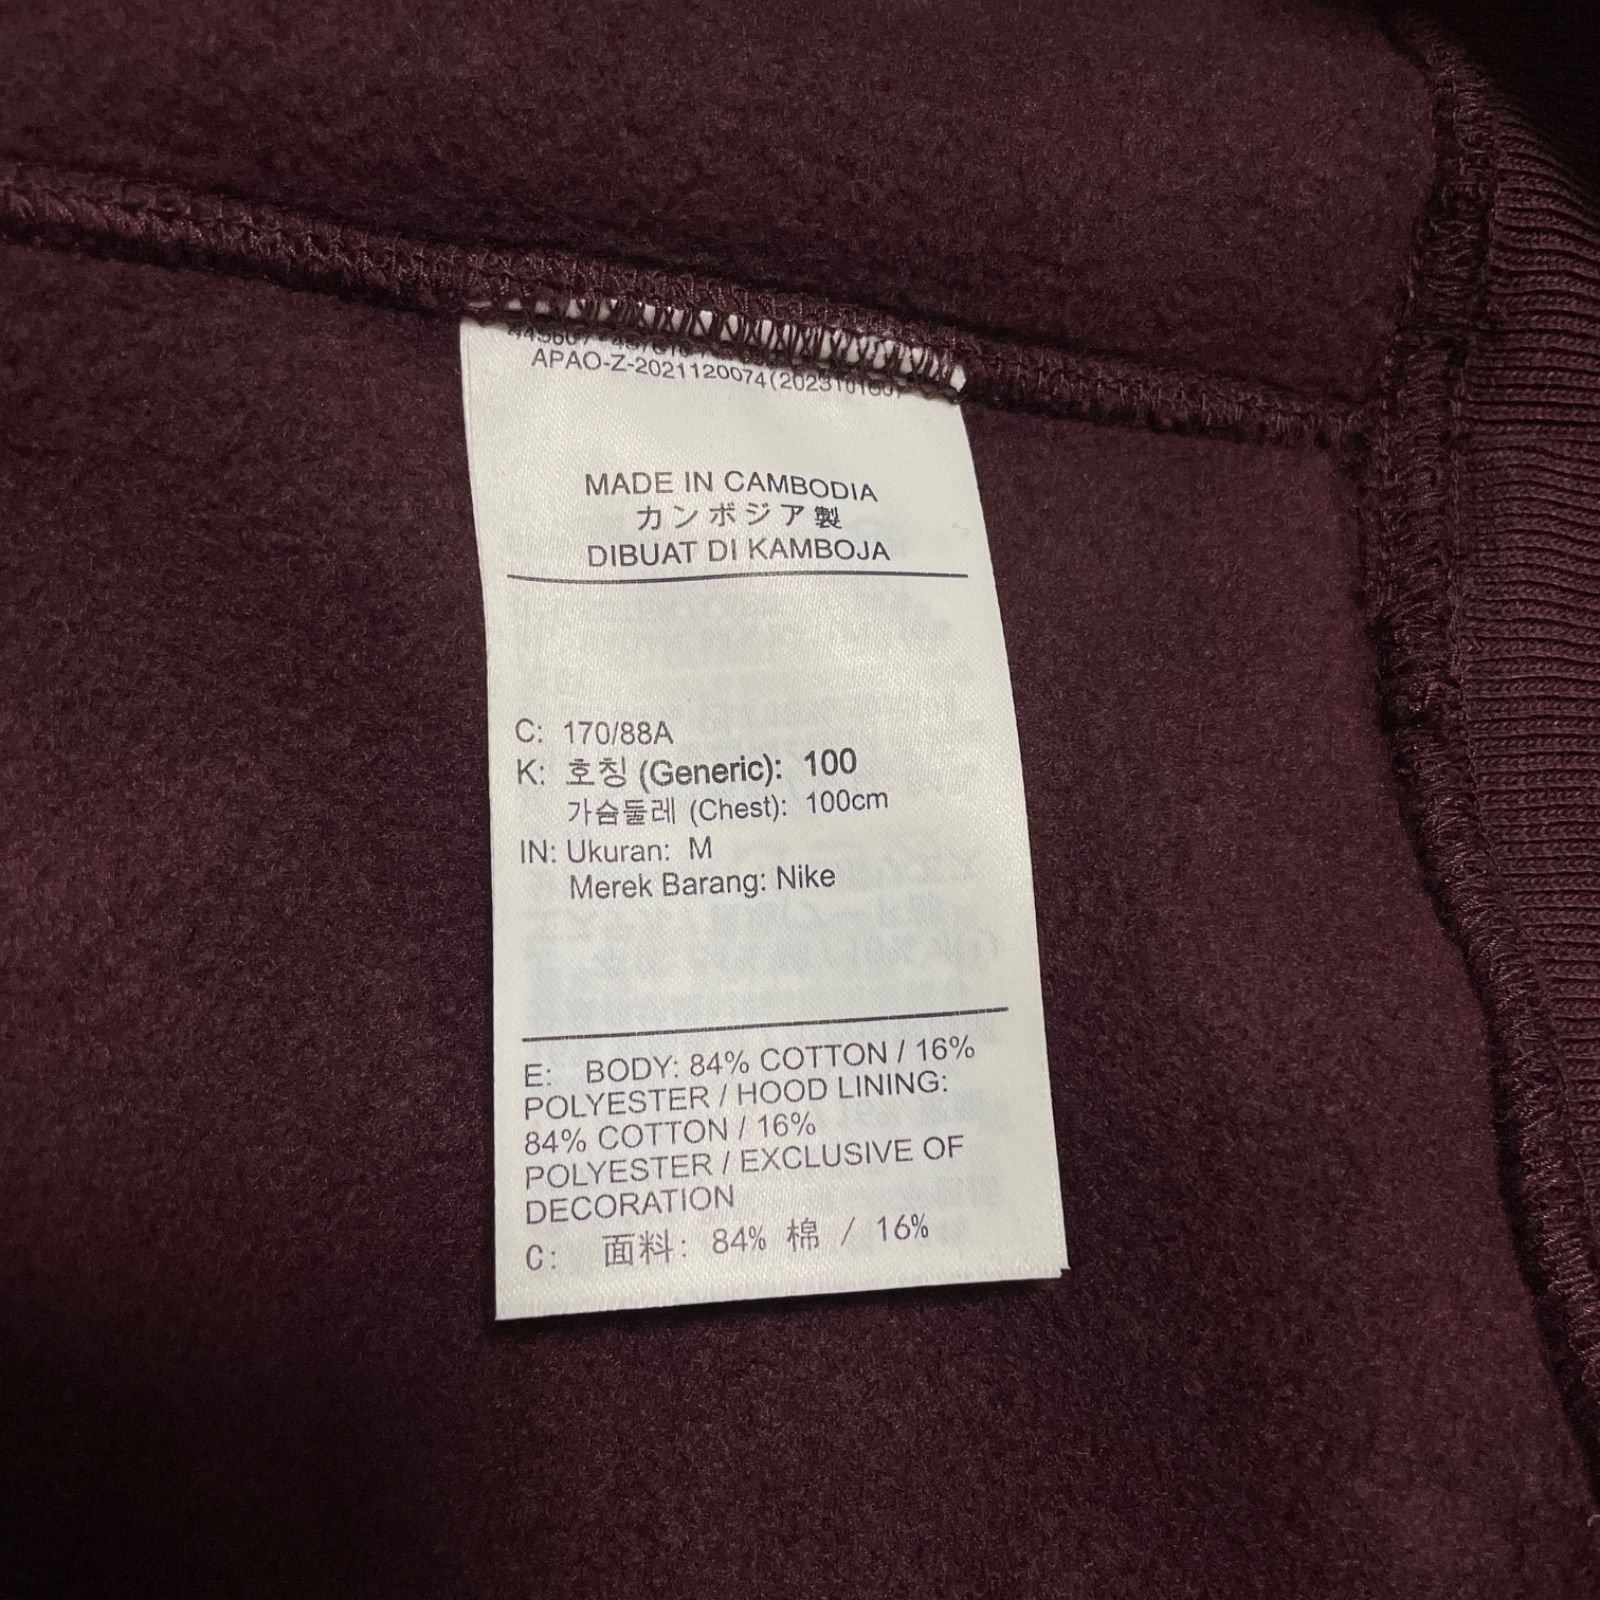 APAO-Z-2021120074(20231016
MADE IN CAMBODIA
カンボジア製
DIBUAT DI KAMBOJA
C: 170/88A
K: 호칭 (Generic): 100
가슴둘레 (Chest): 100cm
IN: Ukuran: M
Merek Barang: Nike
E: BODY: 84% COTTON / 16%
POLYESTER / HOOD LINING:
84% COTTON / 16%
POLYESTER / EXCLUSIVE OF
DECORATION
C: 面料: 84% 棉 / 16%